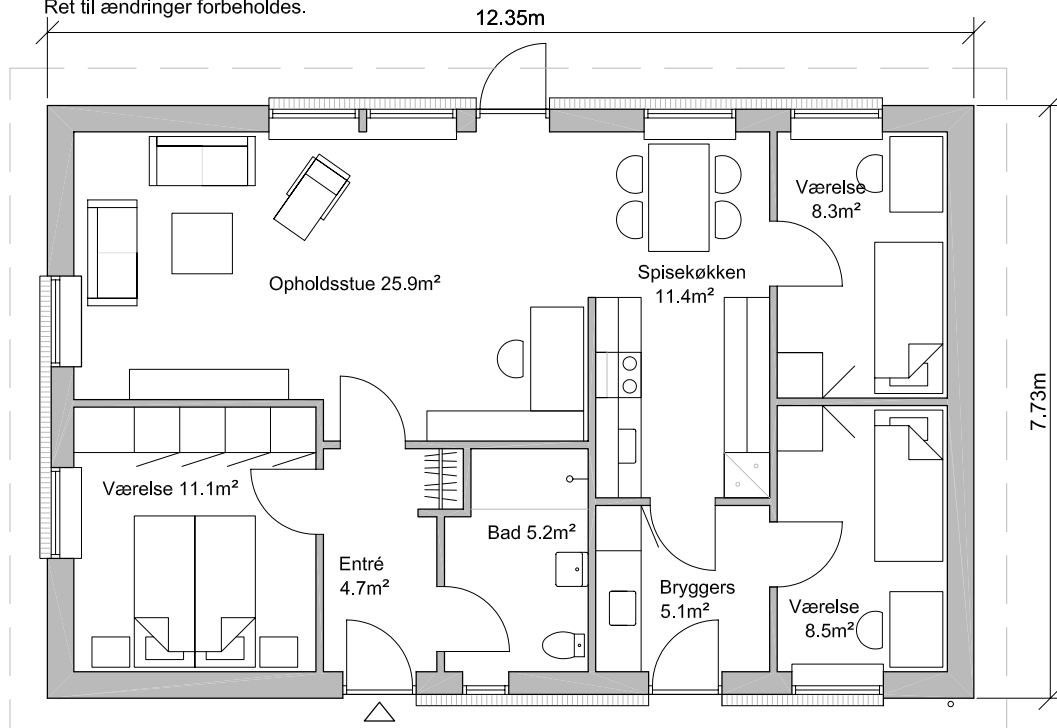 Ret til ændringer forbeholdes.
12.35m
Værelse
8.3m²
Spisekøkken
11.4m²
Opholdsstue 25.9m²
7.73m
Værelse 11.1m²
Bad 5.2m²
Entré
4.7m²
Bryggers
5.1m²
Værelse
8.5m²